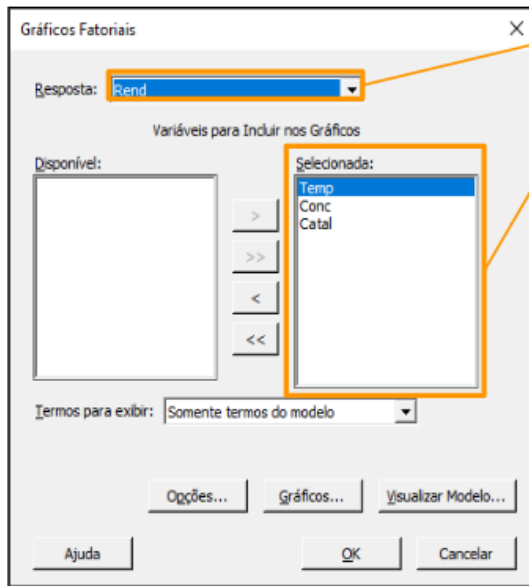 Gráficos Fatoriais
Resposta: Rend
Variáveis para Incluir nos Gráficos
Disponível: Selecionada:
Temp
Conc
Catal
>
>>
<
<<
Termos para exibir: Somente termos do modelo
Opções... Gráficos... Visualizar Modelo...
Ajuda OK Cancelar